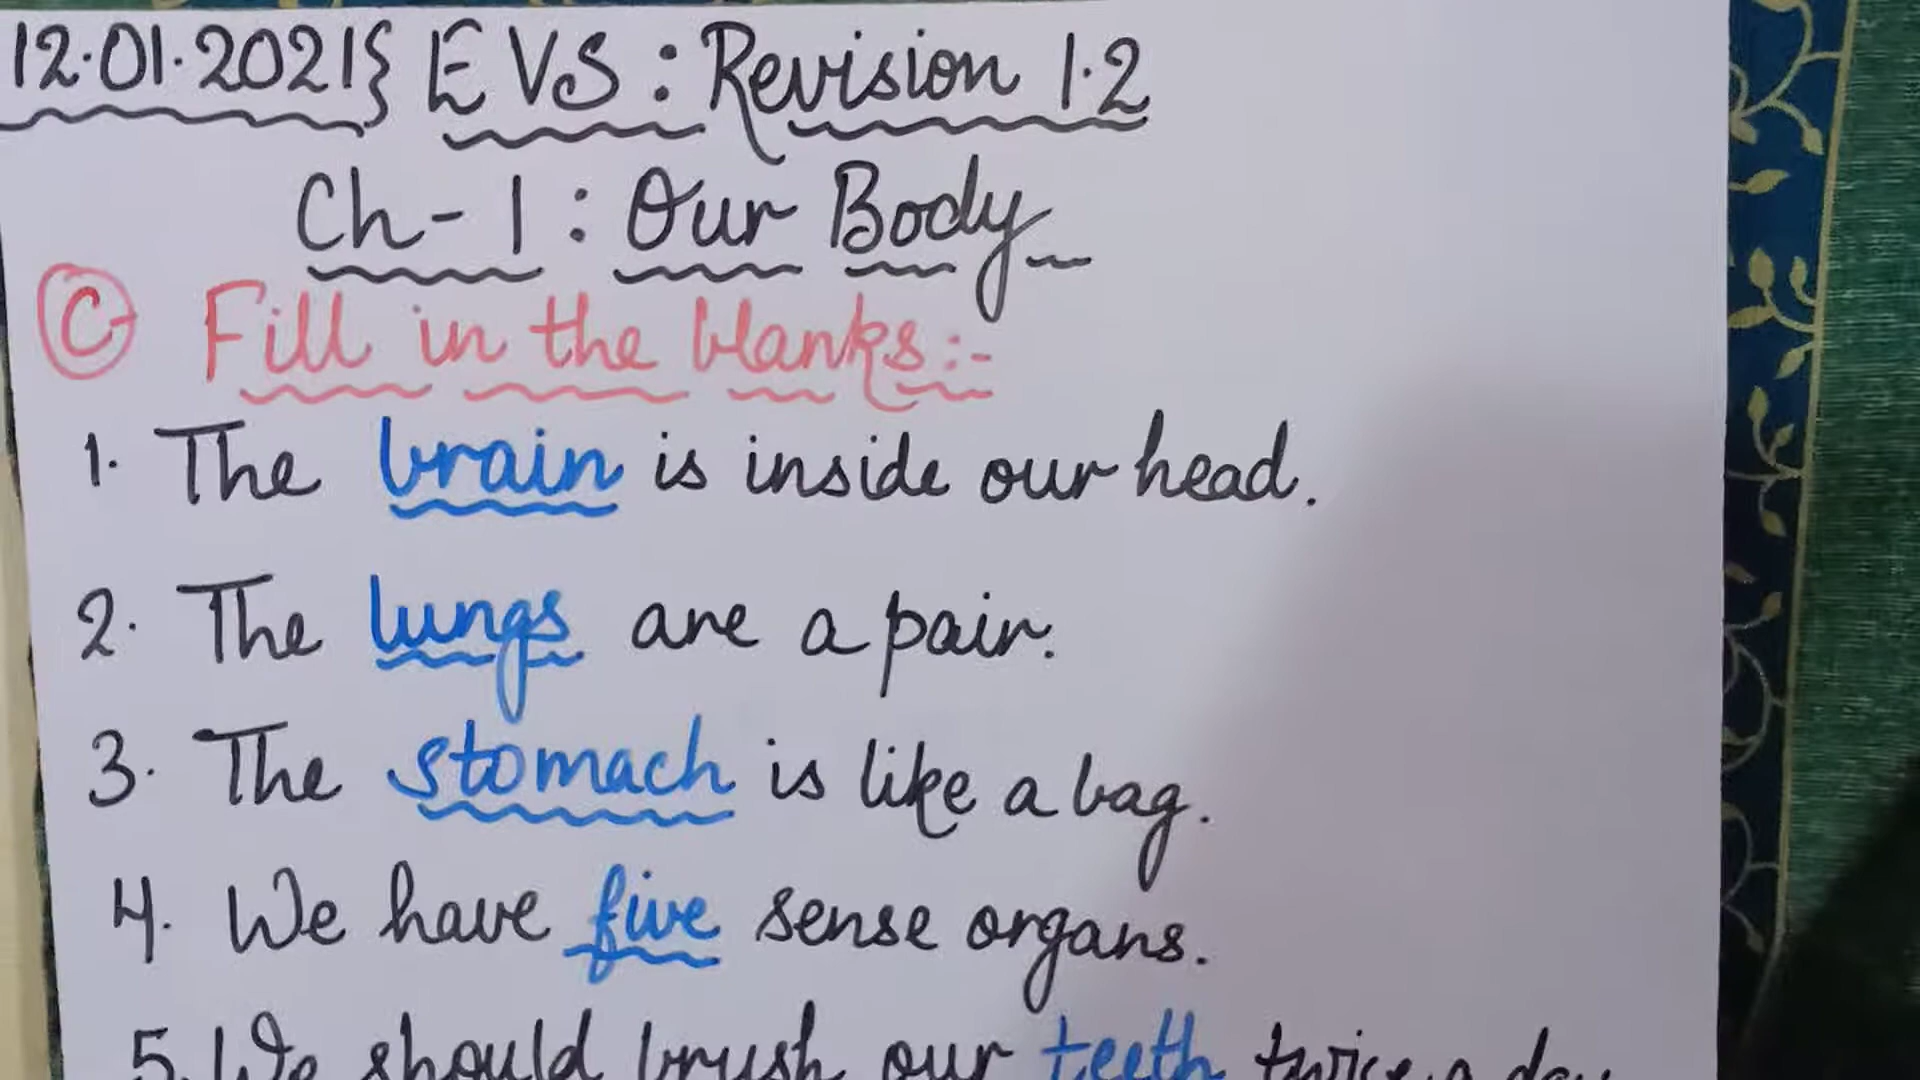 12.01.2021} EVS : Revision 1.2
Ch-1 : Our Body
C Fill in the blanks:-
1. The brain is inside our head.
2. The lungs are a pair.
3. The stomach is like a bag.
4. We have five sense organs.
5. We should brush our teeth twice a day